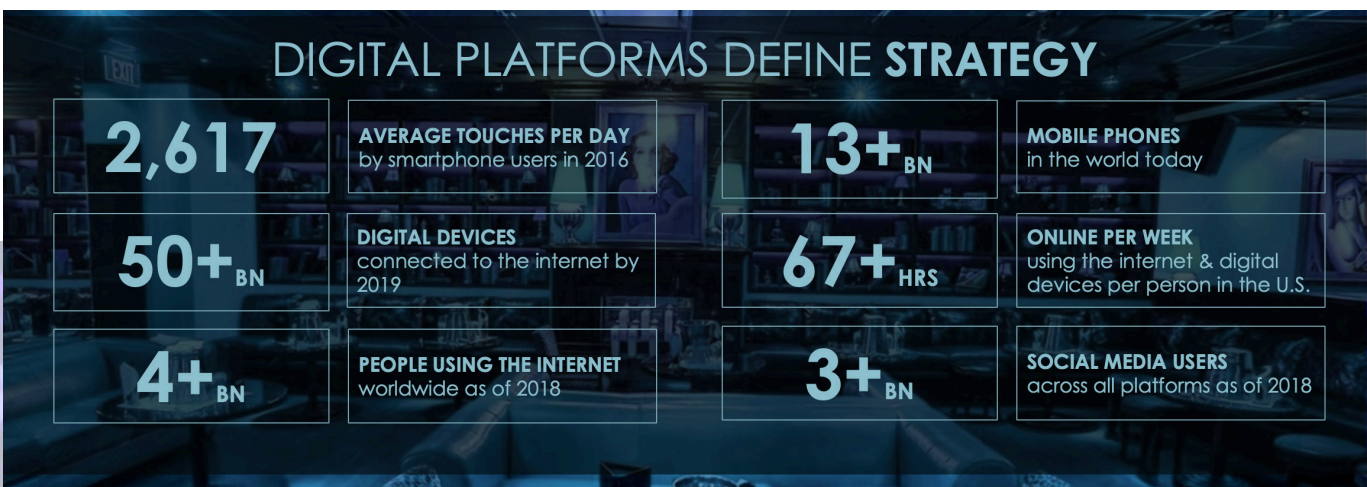 EXIT
DIGITAL PLATFORMS DEFINE STRATEGY
2,617
AVERAGE TOUCHES PER DAY
by smartphone users in 2016
13+BN
MOBILE PHONES
in the world today
50+BN
DIGITAL DEVICES
connected to the internet by
2019
67+HRS
ONLINE PER WEEK
using the internet & digital
devices per person in the U.S.
4+BN
PEOPLE USING THE INTERNET
worldwide as of 2018
3+BN
SOCIAL MEDIA USERS
across all platforms as of 2018